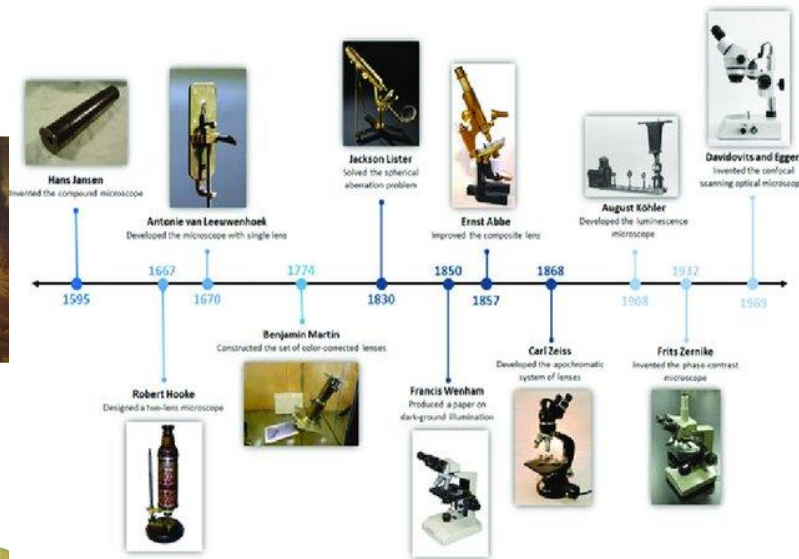 Hans Jansen
Invented the compound microscope
Antonie van Leeuwenhoek
Developed the microscope with single lens
Jackson Lister
Solved the spherical
aberration problem
Ernst Abbe
Improved the composite lens
August Köhler
Developed the luminescence
microscope
Davidovits and Egger
Invented the confocal
scanning optical microscop
1667
1774
1850
1868
1932
1595
1670
1830
1857
1908
1969
Robert Hooke
Designed a two-lens microscope
Benjamin Martin
Constructed the set of color-corrected lenses
Francis Wenham
Produced a paper on
dark-ground illumination
Carl Zeiss
Developed the apochromatic
system of lenses
Frits Zernike
Invented the phase-contrast
microscope